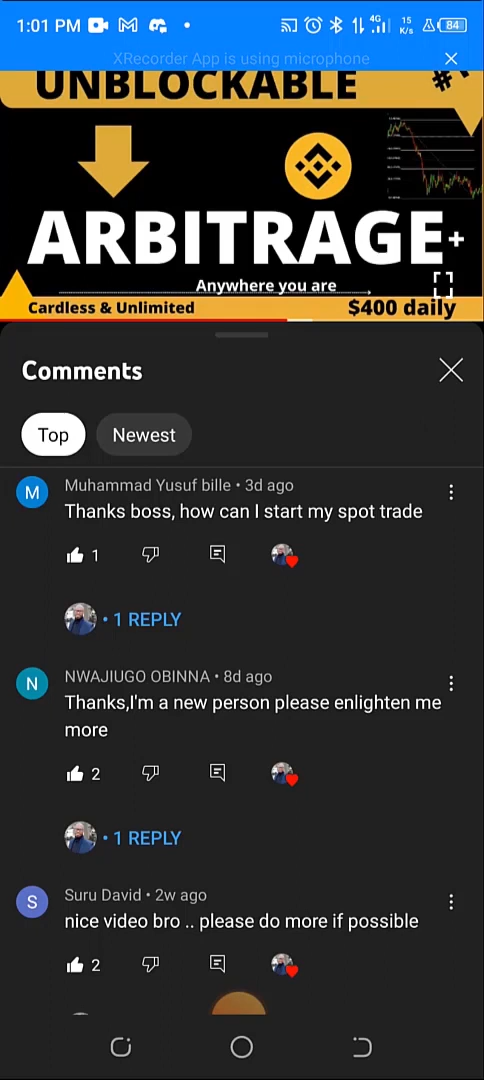 1:01 PM
4G
15
K/s
84
XRecorder App is using microphone
UNBLOCKABLE
ARBITRAGE+
Anywhere you are
Cardless & Unlimited
$400 daily
Comments
Top
Newest
M
Muhammad Yusuf bille • 3d ago
Thanks boss, how can I start my spot trade
1
• 1 REPLY
N
NWAJIUGO OBINNA • 8d ago
Thanks,I'm a new person please enlighten me
more
2
• 1 REPLY
S
Suru David • 2w ago
nice video bro .. please do more if possible
2